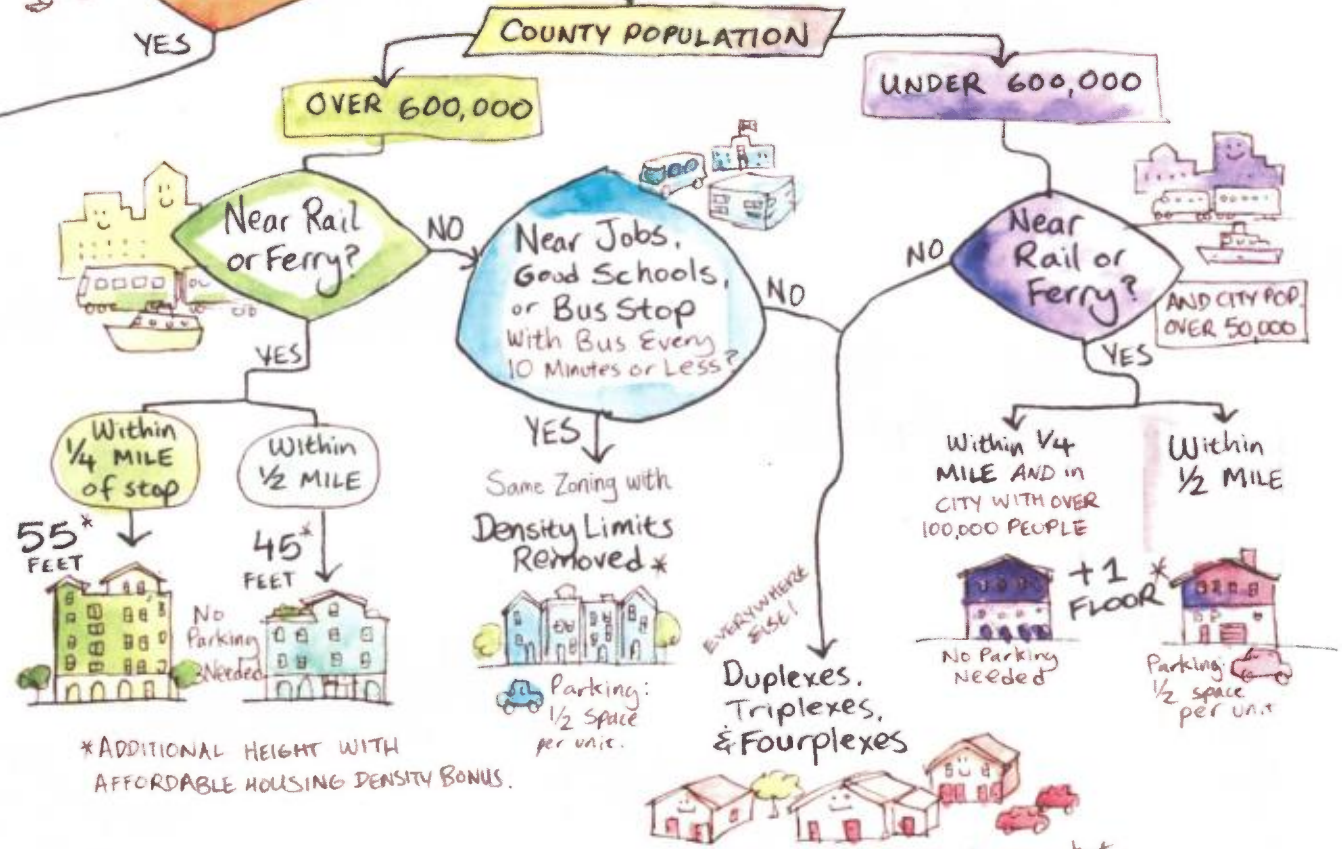 YES
COUNTY POPULATION
OVER 600,000
UNDER 600,000
Near Rail
or Ferry?
NO
Near Jobs,
Good Schools,
or Bus Stop
With Bus Every
10 Minutes or Less?
NO
NO
Near
Rail or
Ferry?
AND CITY POP.
OVER 50,000
YES
YES
YES
Within
1/4 MILE
of stop
Within
1/2 MILE
Same Zoning with
Density Limits
Removed *
Within 1/4
MILE AND in
CITY WITH OVER
100,000 PEOPLE
Within
1/2 MILE
55*
FEET
45*
FEET
No
Parking
Needed
Parking:
1/2 Space
per unit.
EVERYWHERE
ELSE!
Duplexes,
Triplexes,
& Fourplexes
+1 *
FLOOR
No Parking
Needed
Parking:
1/2 space
per unit
*ADDITIONAL HEIGHT WITH
AFFORDABLE HOUSING DENSITY BONUS.